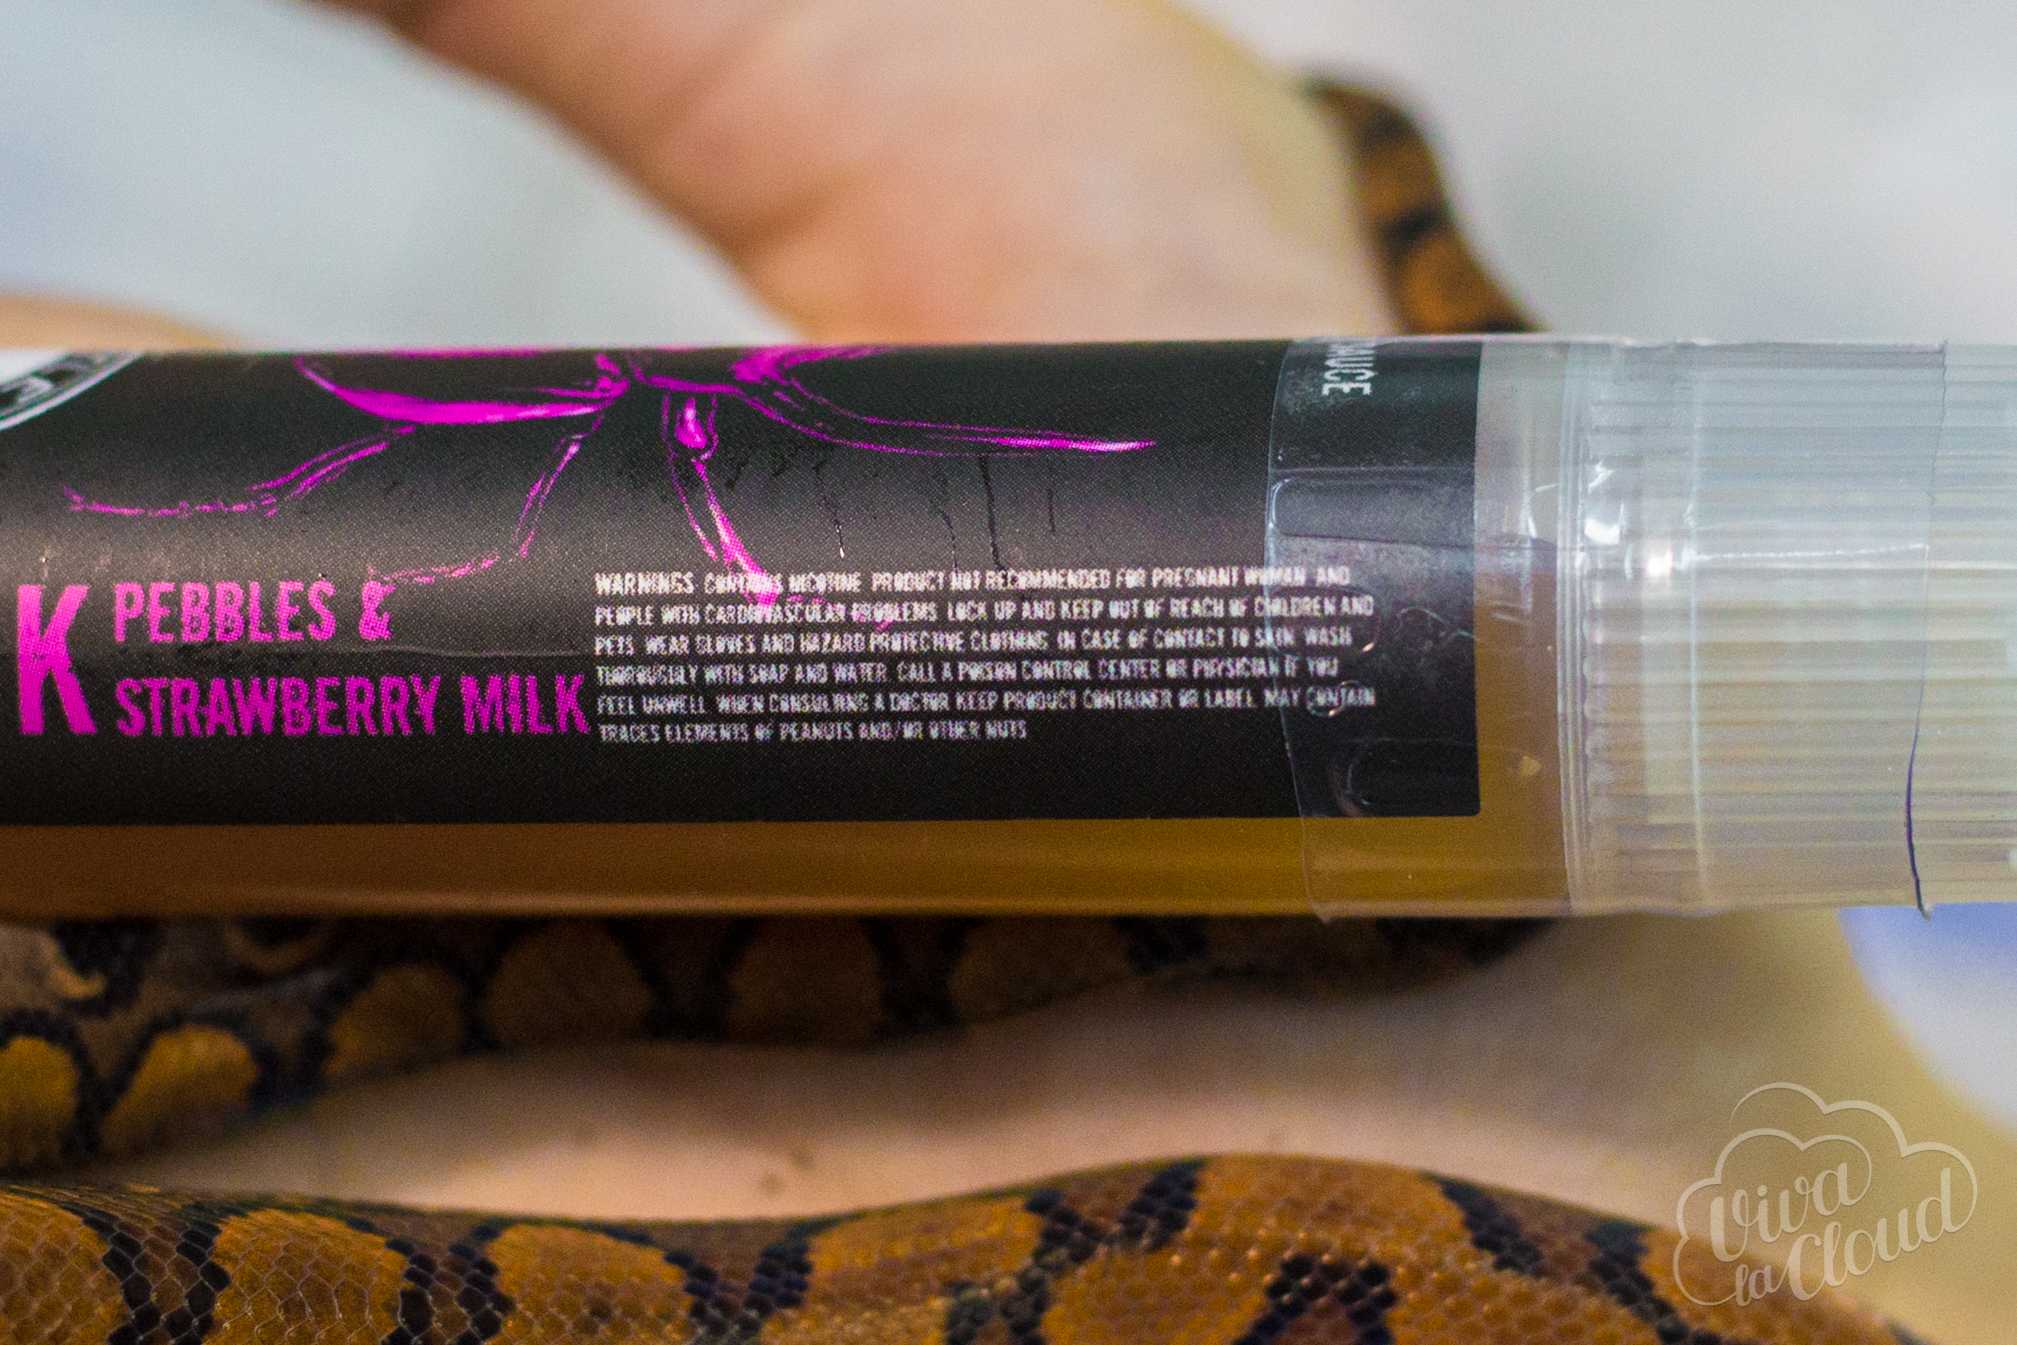 AUCE
K PEBBLES &
STRAWBERRY MILK
WARNINGS. CONTAINS NICOTINE. PRODUCT NOT RECOMMENDED FOR PREGNANT WOMAN AND
PEOPLE WITH CARDIOVASCULAR PROBLEMS. LOCK UP AND KEEP OUT OF REACH OF CHILDREN AND
PETS. WEAR GLOVES AND HAZARD PROTECTIVE CLOTHING. IN CASE OF CONTACT TO SKIN, WASH
THOROUGLY WITH SOAP AND WATER. CALL A POISON CONTROL CENTER OR PHYSICIAN IF YOU
FEEL UNWELL. WHEN CONSULTING A DOCTOR KEEP PRODUCT CONTAINER OR LABEL. MAY CONTAIN
TRACES ELEMENTS OF PEANUTS AND/OR OTHER NUTS
Viva
la Cloud